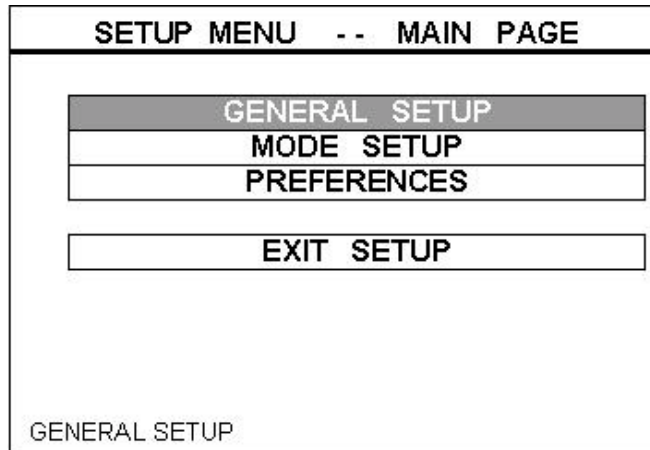 SETUP MENU -- MAIN PAGE
GENERAL SETUP
MODE SETUP
PREFERENCES
EXIT SETUP
GENERAL SETUP